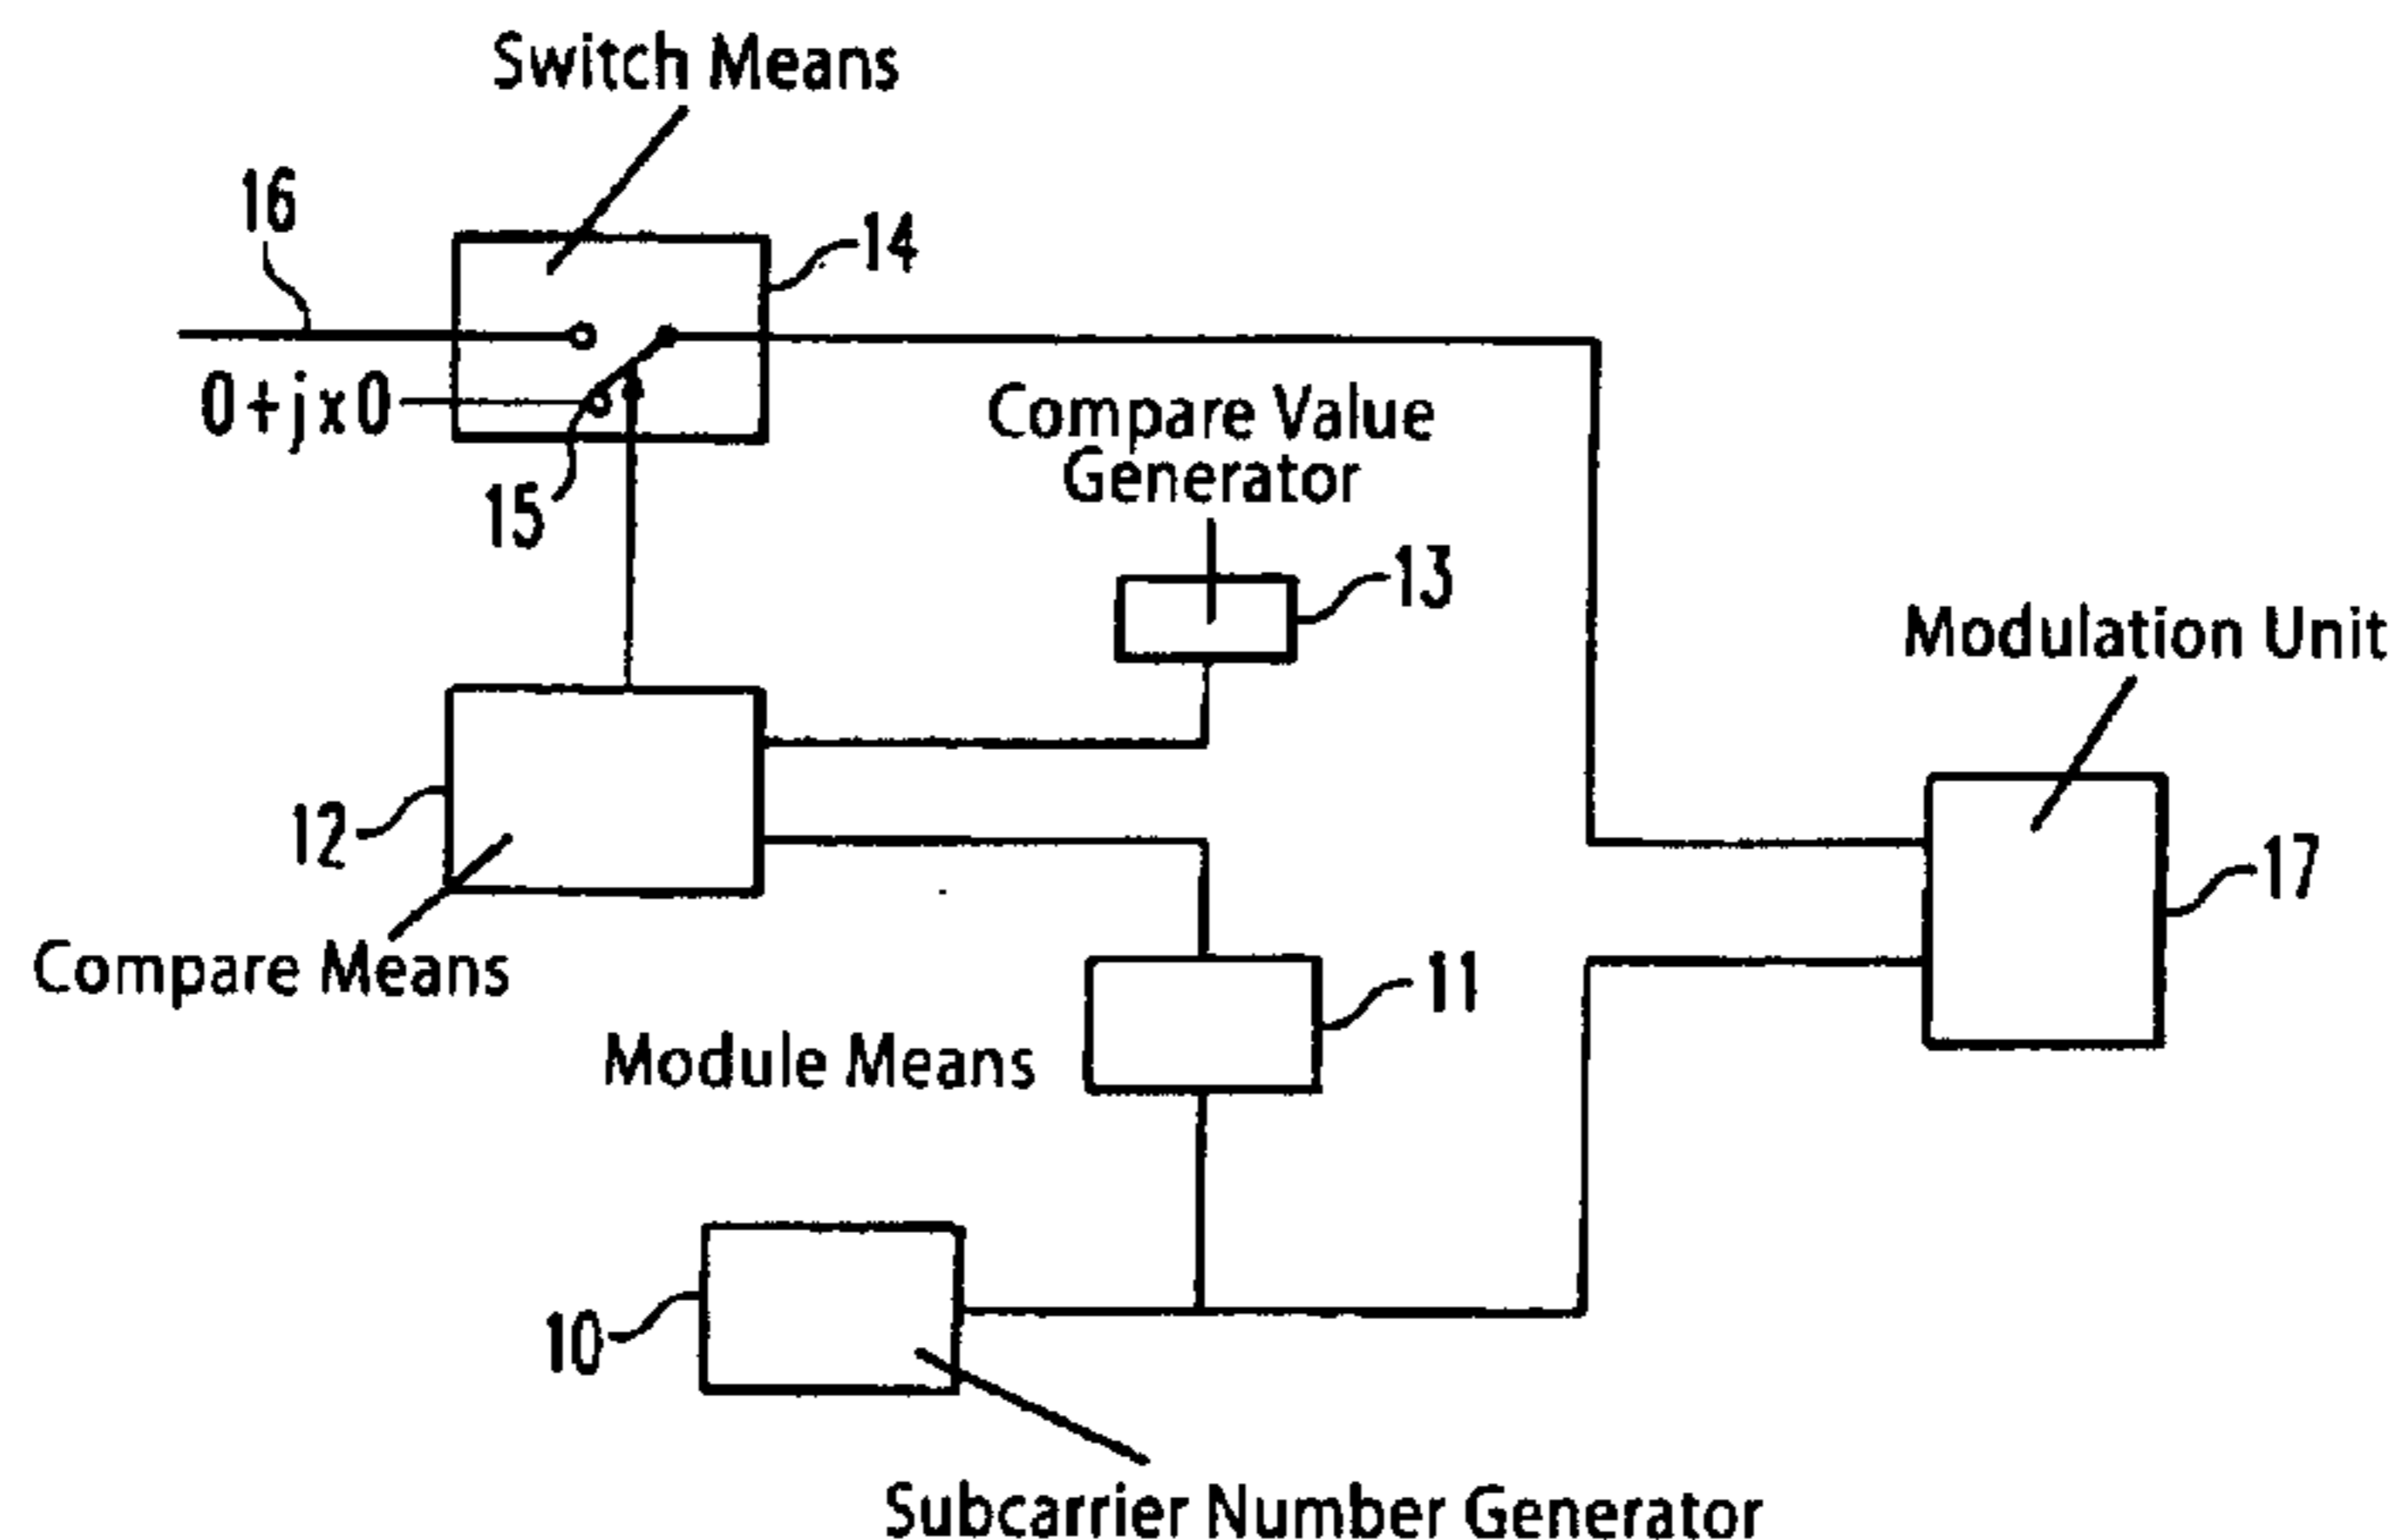 Switch Means
16
14
0+jx0
15
Compare Value
Generator
13
Modulation Unit
12
17
Compare Means
11
Module Means
10
Subcarrier Number Generator